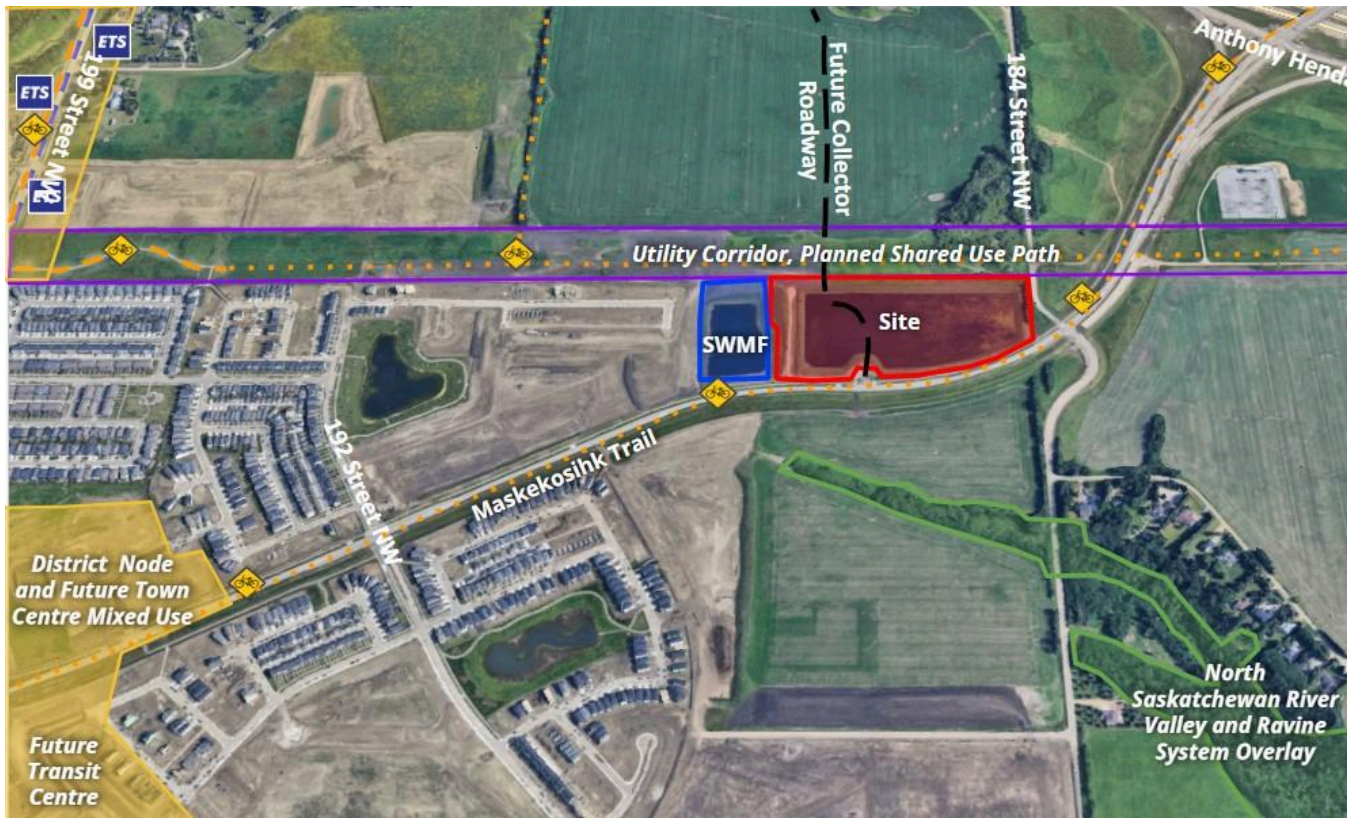 ETS
ETS
ETS
199 Street NW
Future Collector
Roadway
184 Street NW
Anthony Henda
Utility Corridor, Planned Shared Use Path
SWMF
Site
192 Street NW
Maskekosihk Trail
District Node
and Future Town
Centre Mixed Use
Future
Transit
Centre
North
Saskatchewan River
Valley and Ravine
System Overlay